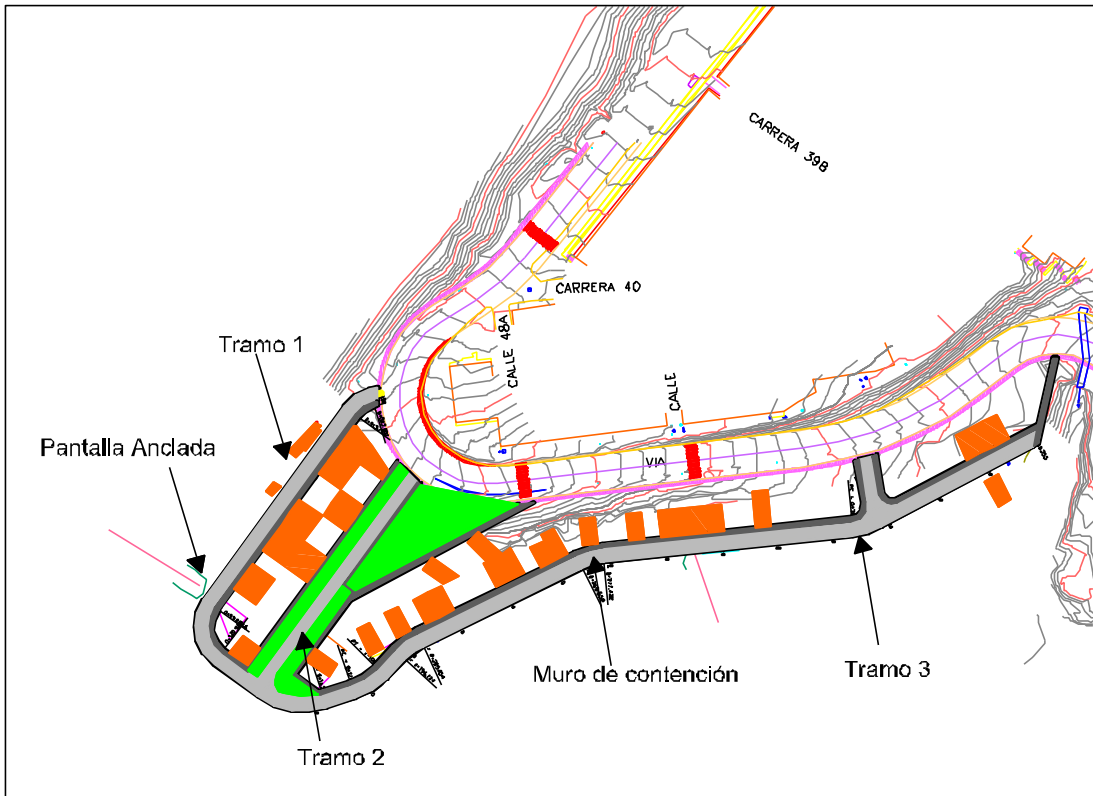 CARRERA 39B
CARRERA 40
CALLE 48A
Tramo 1
CALLE
Pantalla Anclada
VIA
Muro de contención
Tramo 3
Tramo 2